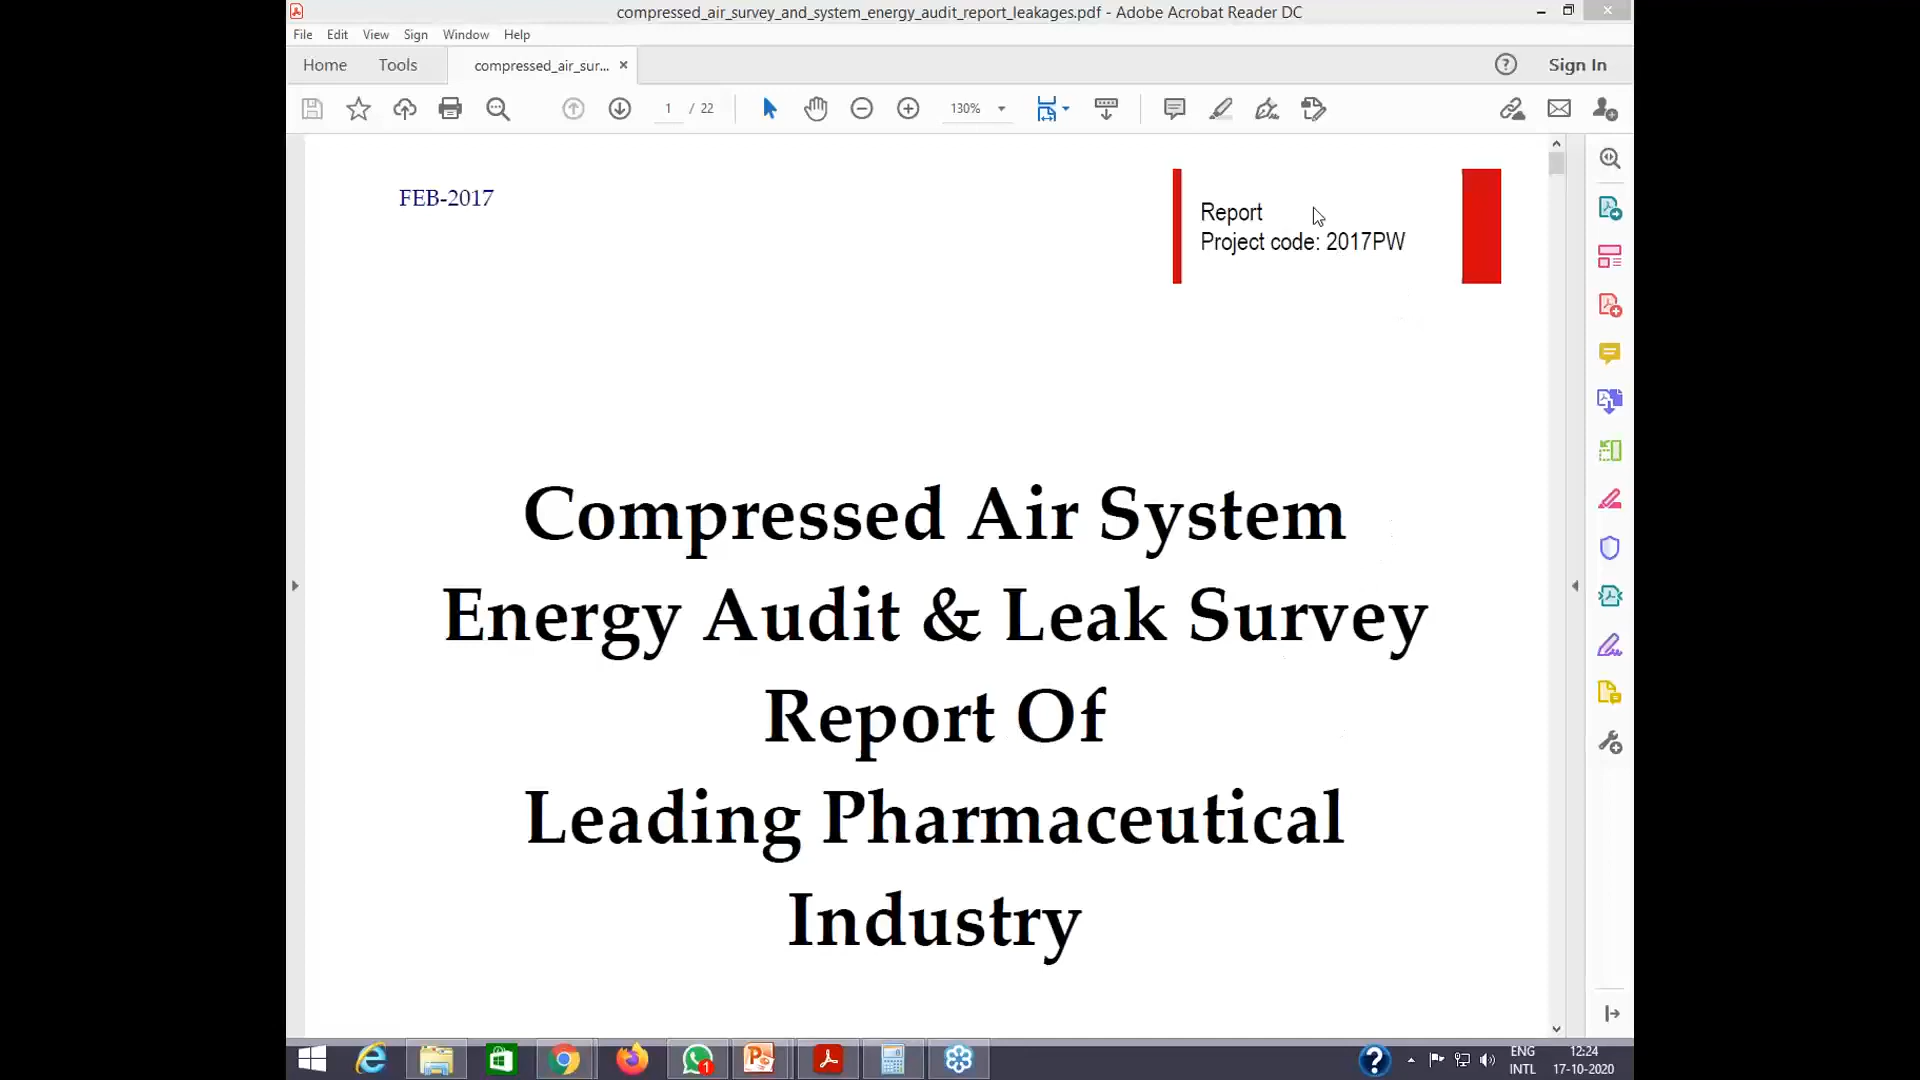 compressed_air_survey_and_system_energy_audit_report_leakages.pdf - Adobe Acrobat Reader DC
File Edit View Sign Window Help
Home Tools compressed_air_sur... × Sign In
1 / 22 130%
FEB-2017
Report
Project code: 2017PW
Compressed Air System
Energy Audit & Leak Survey
Report Of
Leading Pharmaceutical
Industry
1
ENG 12:24
INTL 17-10-2020